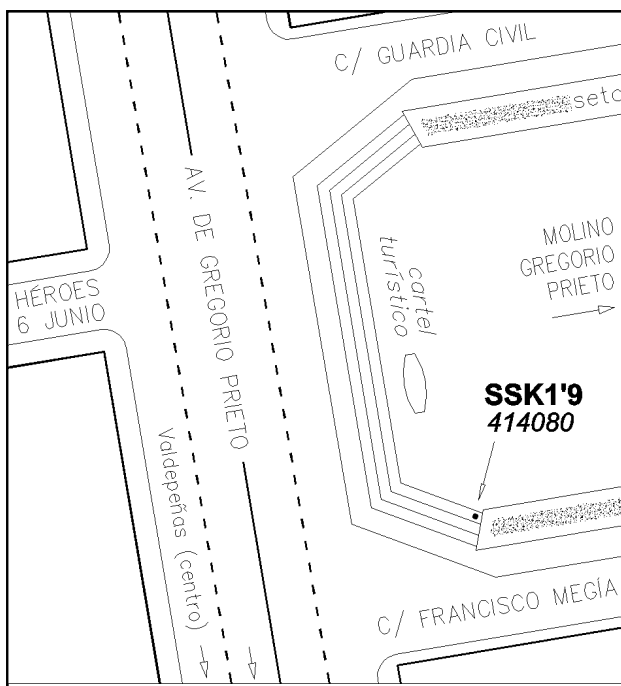 C/ GUARDIA CIVIL
seto
AV. DE GREGORIO PRIETO
MOLINO
GREGORIO
PRIETO
cartel
turístico
HÉROES
6 JUNIO
SSK1'9
414080
Valdepeñas (centro)
C/ FRANCISCO MEGÍA